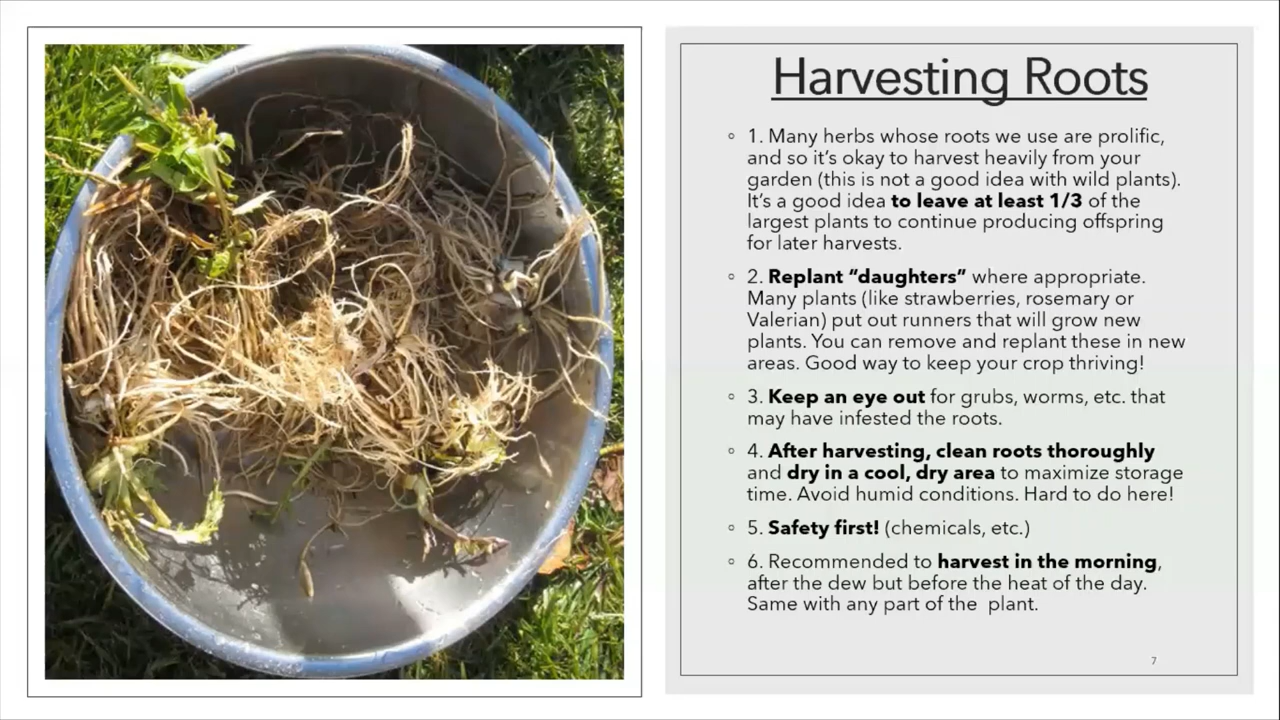 Harvesting Roots
1. Many herbs whose roots we use are prolific,
and so it's okay to harvest heavily from your
garden (this is not a good idea with wild plants).
It's a good idea to leave at least 1/3 of the
largest plants to continue producing offspring
for later harvests.
2. Replant “daughters” where appropriate.
Many plants (like strawberries, rosemary or
Valerian) put out runners that will grow new
plants. You can remove and replant these in new
areas. Good way to keep your crop thriving!
3. Keep an eye out for grubs, worms, etc. that
may have infested the roots.
4. After harvesting, clean roots thoroughly
and dry in a cool, dry area to maximize storage
time. Avoid humid conditions. Hard to do here!
5. Safety first! (chemicals, etc.)
6. Recommended to harvest in the morning,
after the dew but before the heat of the day.
Same with any part of the  plant.
7